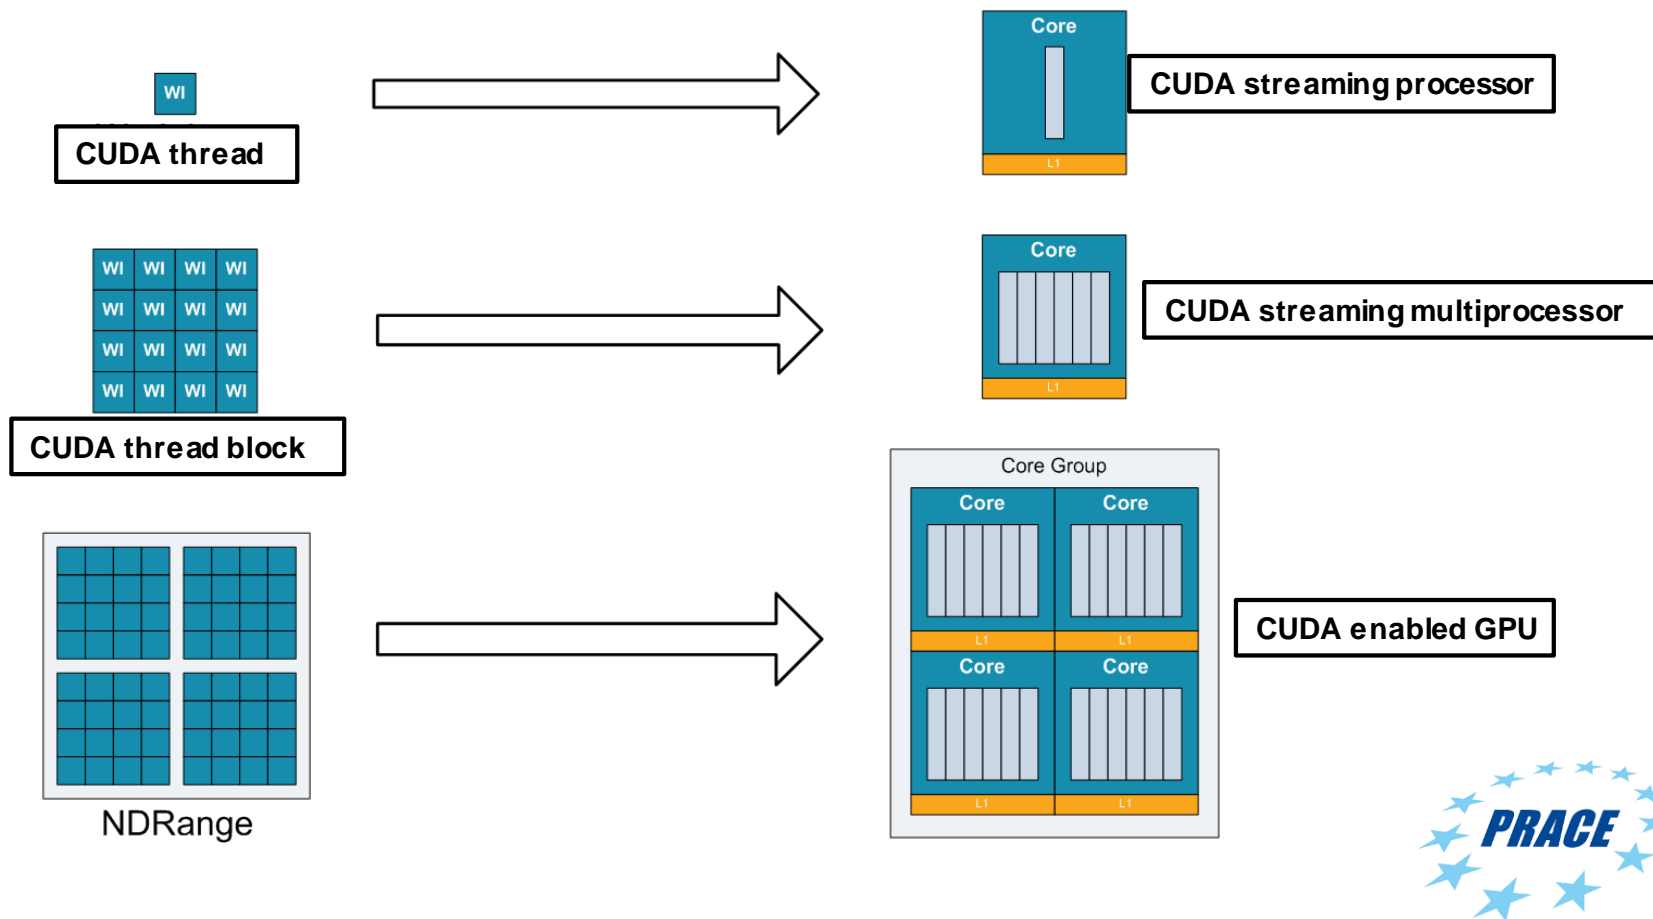 Core
WI
CUDA streaming processor
CUDA thread
L1
WI WI WI WI
Core
WI WI WI WI
CUDA streaming multiprocessor
WI WI WI WI
WI WI WI WI
L1
CUDA thread block
Core Group
Core Core
CUDA enabled GPU
L1 L1
Core Core
L1 L1
NDRange
PRACE